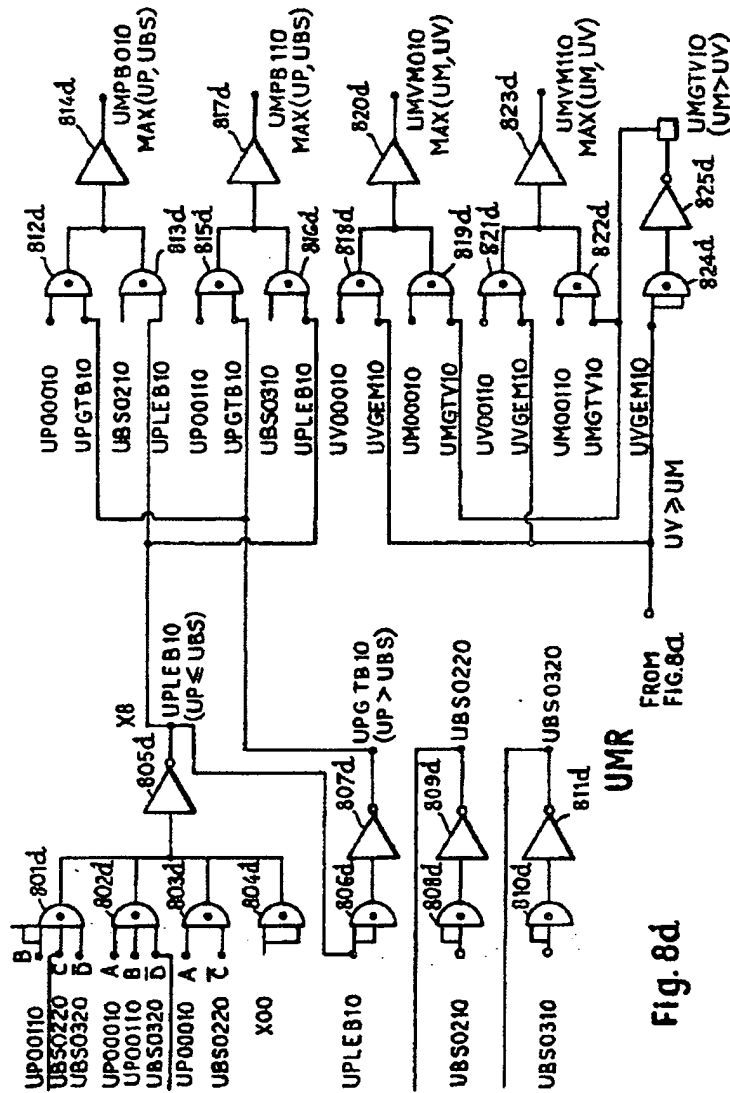 UP00110
B
801d
UBS0220
C
UBS0320
D
UP00010
A
802d
UP00110
B
UBS0320
D
UP00010
A
803d
UBS0220
C
X00
804d
805d
X8
UPLEB10
(UP ≤ UBS)
UPLEB10
806d
807d
UPGTB10
(UP > UBS)
UBS0210
808d
809d
UBS0220
UBS0310
810d
811d
UBS0320
UMR
FROM
FIG.8a
UV ⩾ UM
UP00010
812d
UPGTB10
UBS0210
813d
UPLEB10
814d
UMPB010
MAX(UP, UBS)
UP00110
815d
UPGTB10
UBS0310
816d
UPLEB10
817d
UMPB110
MAX(UP, UBS)
UV00010
818d
UVGEM10
UM00010
819d
UMGTV10
820d
UMVM010
MAX(UM,UV)
UV00110
821d
UVGEM10
UM00110
822d
UMGTV10
823d
UMVM110
MAX(UM, UV)
UVGEM10
824d
825d
UMGTV10
(UM>UV)
Fig. 8d